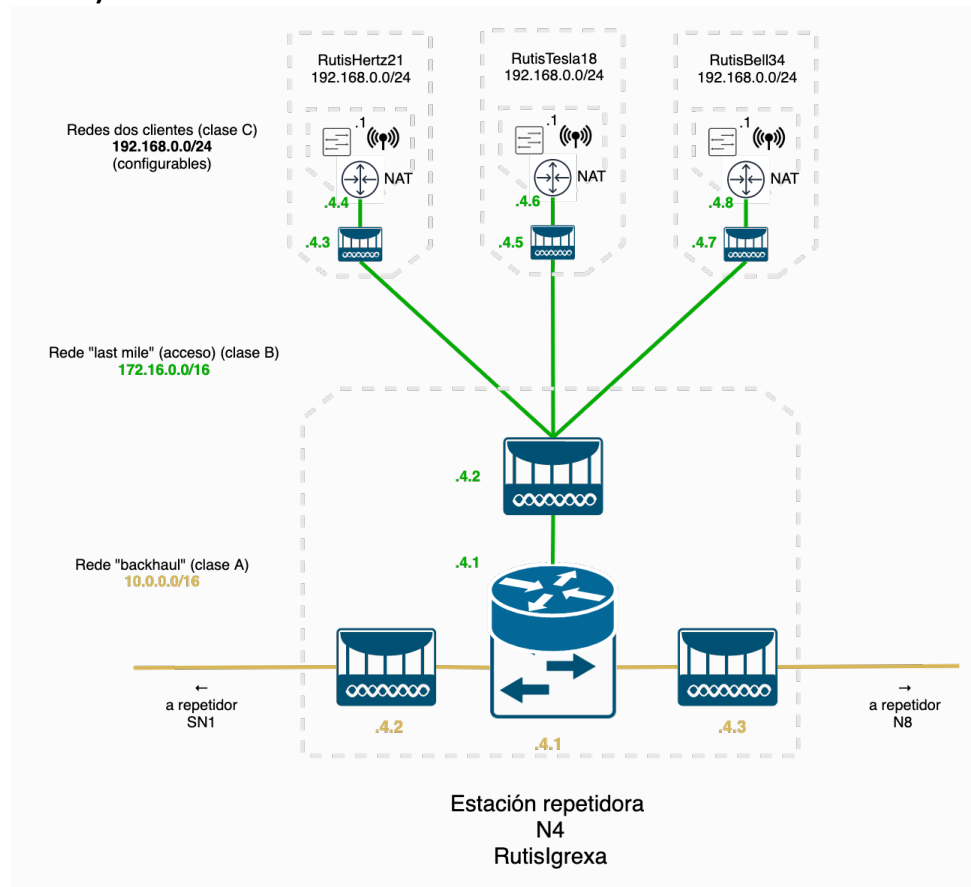 RutisHertz21
192.168.0.0/24
RutisTesla18
192.168.0.0/24
RutisBell34
192.168.0.0/24
Redes dos clientes (clase C)
192.168.0.0/24
(configurables)
.1
NAT
.4.4
.4.3
.1
NAT
.4.6
.4.5
.1
NAT
.4.8
.4.7
Rede "last mile" (acceso) (clase B)
172.16.0.0/16
.4.2
.4.1
Rede "backhaul" (clase A)
10.0.0.0/16
←
a repetidor
SN1
.4.2
.4.1
.4.3
→
a repetidor
N8
Estación repetidora
N4
RutisIgrexa